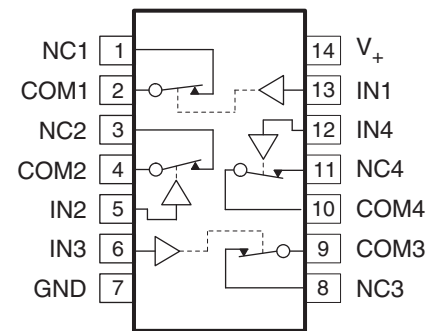 NC1 1
COM1 2
NC2 3
COM2 4
IN2 5
IN3 6
GND 7
14 V+
13 IN1
12 IN4
11 NC4
10 COM4
9 COM3
8 NC3